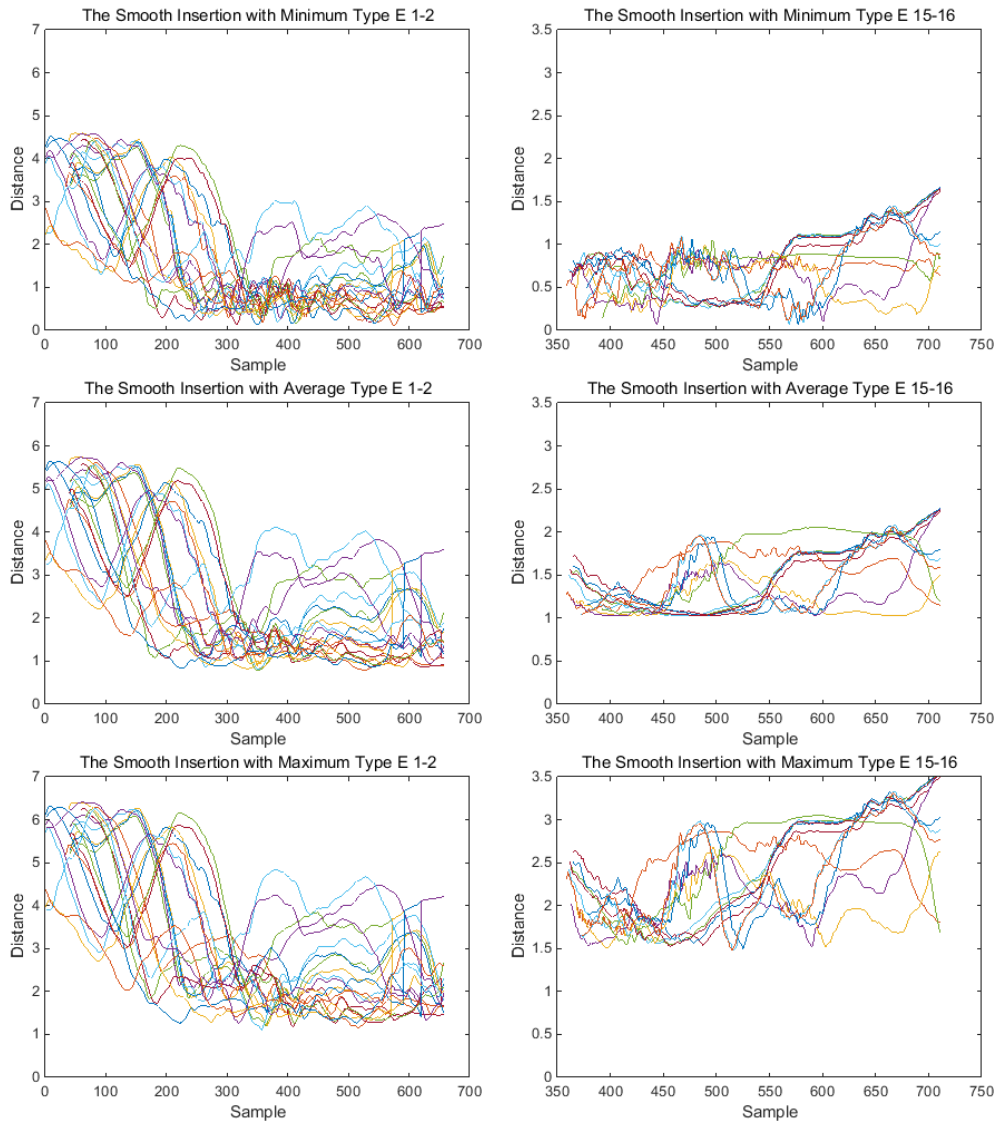 The Smooth Insertion with Minimum Type E 1-2
7
6
5
4
3
2
1
0
Distance
0 100 200 300 400 500 600 700
Sample
The Smooth Insertion with Minimum Type E 15-16
3.5
3
2.5
2
1.5
1
0.5
0
Distance
350 400 450 500 550 600 650 700 750
Sample
The Smooth Insertion with Average Type E 1-2
7
6
5
4
3
2
1
0
Distance
0 100 200 300 400 500 600 700
Sample
The Smooth Insertion with Average Type E 15-16
3.5
3
2.5
2
1.5
1
0.5
0
Distance
350 400 450 500 550 600 650 700 750
Sample
The Smooth Insertion with Maximum Type E 1-2
7
6
5
4
3
2
1
0
Distance
0 100 200 300 400 500 600 700
Sample
The Smooth Insertion with Maximum Type E 15-16
3.5
3
2.5
2
1.5
1
0.5
0
Distance
350 400 450 500 550 600 650 700 750
Sample